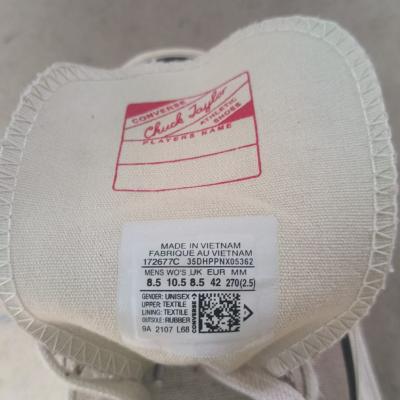 CONVERSE
Chuck Taylor
ATHLETIC
SHOES
PLAYERS NAME
MADE IN VIETNAM
FABRIQUE AU VIETNAM
172677C 35DHPPNX05362
MENS WO'S UK EUR MM
8.5 10.5 8.5 42 270(2.5)
GENDER: UNISEX
UPPER: TEXTILE
LINING: TEXTILE
OUTSOLE: RUBBER
9A 2107 L68
CONVERSE